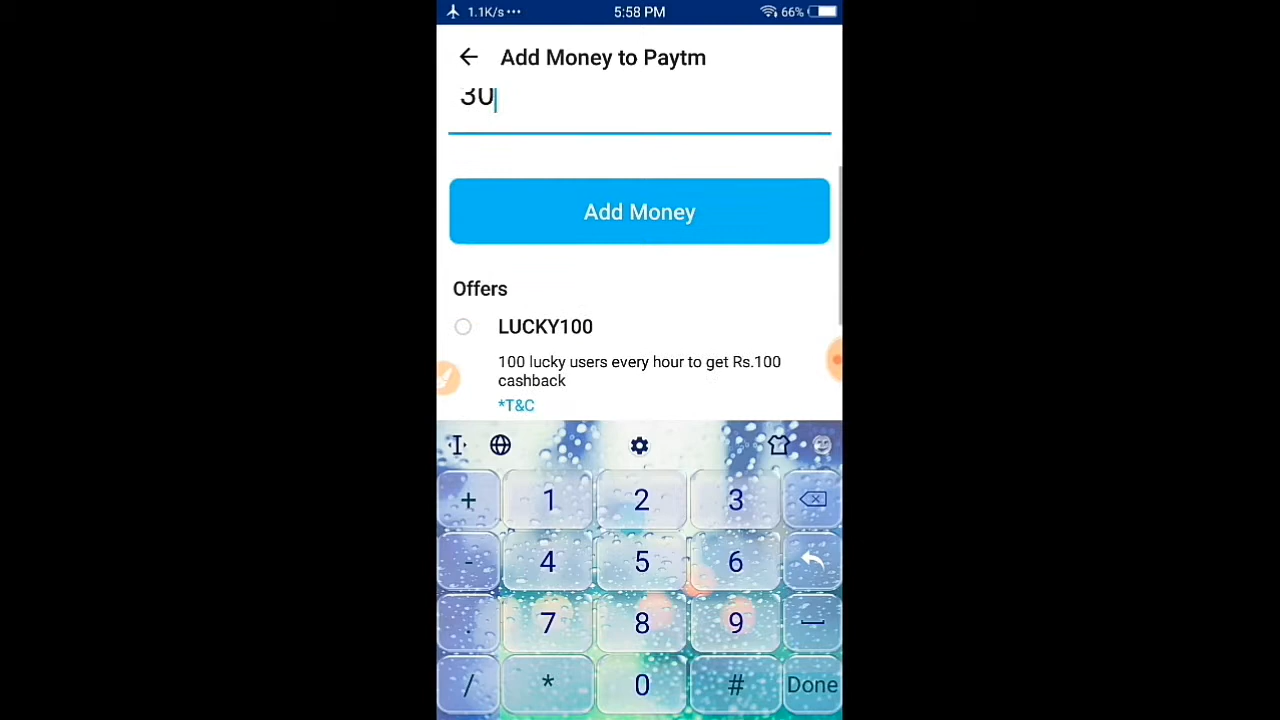 1.1K/s ...
5:58 PM
66%
Add Money to Paytm
30
Add Money
Offers
LUCKY100
100 lucky users every hour to get Rs.100
cashback
*T&C
+ 1 2 3
- 4 5 6
. 7 8 9
/ * 0 # Done